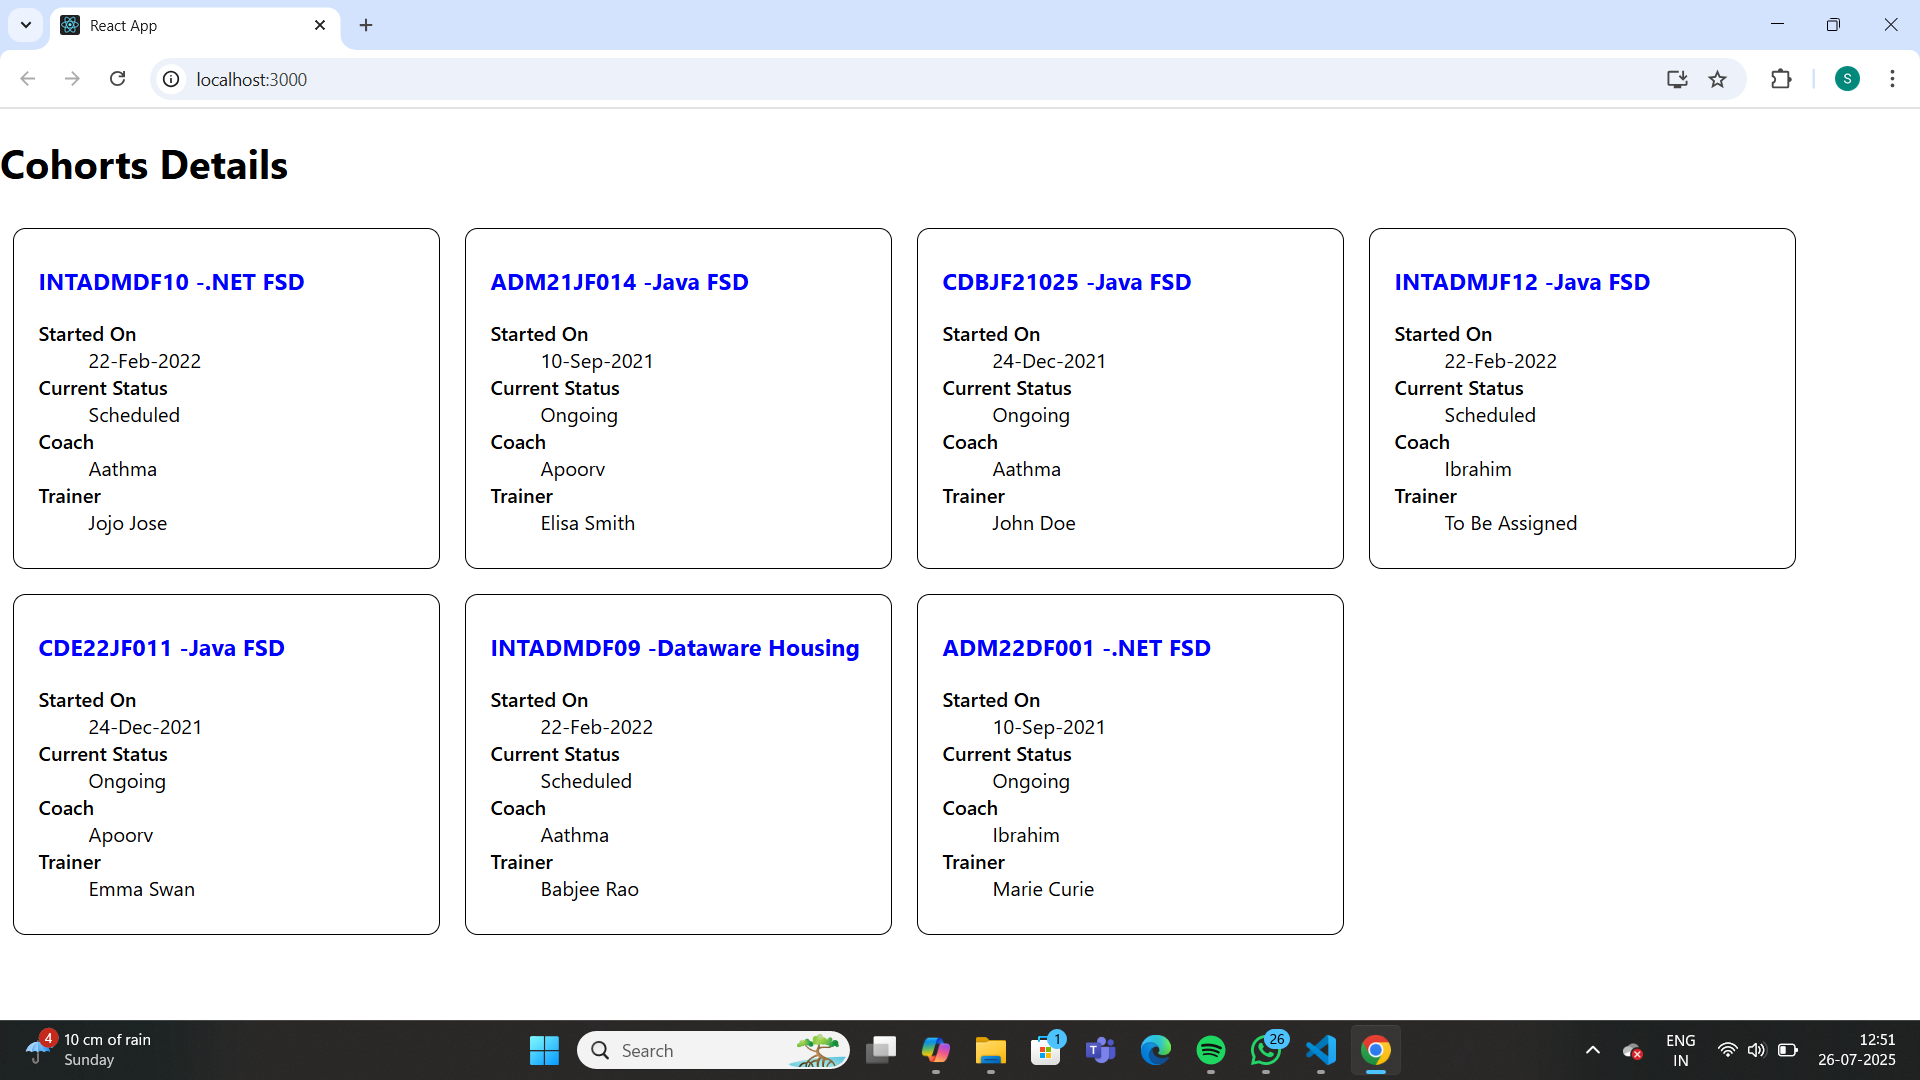 React App
localhost:3000
S
Cohorts Details
INTADMDF10 -.NET FSD
Started On
22-Feb-2022
Current Status
Scheduled
Coach
Aathma
Trainer
Jojo Jose
ADM21JF014 -Java FSD
Started On
10-Sep-2021
Current Status
Ongoing
Coach
Apoorv
Trainer
Elisa Smith
CDBJF21025 -Java FSD
Started On
24-Dec-2021
Current Status
Ongoing
Coach
Aathma
Trainer
John Doe
INTADMJF12 -Java FSD
Started On
22-Feb-2022
Current Status
Scheduled
Coach
Ibrahim
Trainer
To Be Assigned
CDE22JF011 -Java FSD
Started On
24-Dec-2021
Current Status
Ongoing
Coach
Apoorv
Trainer
Emma Swan
INTADMDF09 -Dataware Housing
Started On
22-Feb-2022
Current Status
Scheduled
Coach
Aathma
Trainer
Babjee Rao
ADM22DF001 -.NET FSD
Started On
10-Sep-2021
Current Status
Ongoing
Coach
Ibrahim
Trainer
Marie Curie
4
10 cm of rain
Sunday
Search
1
T
26
ENG
IN
12:51
26-07-2025